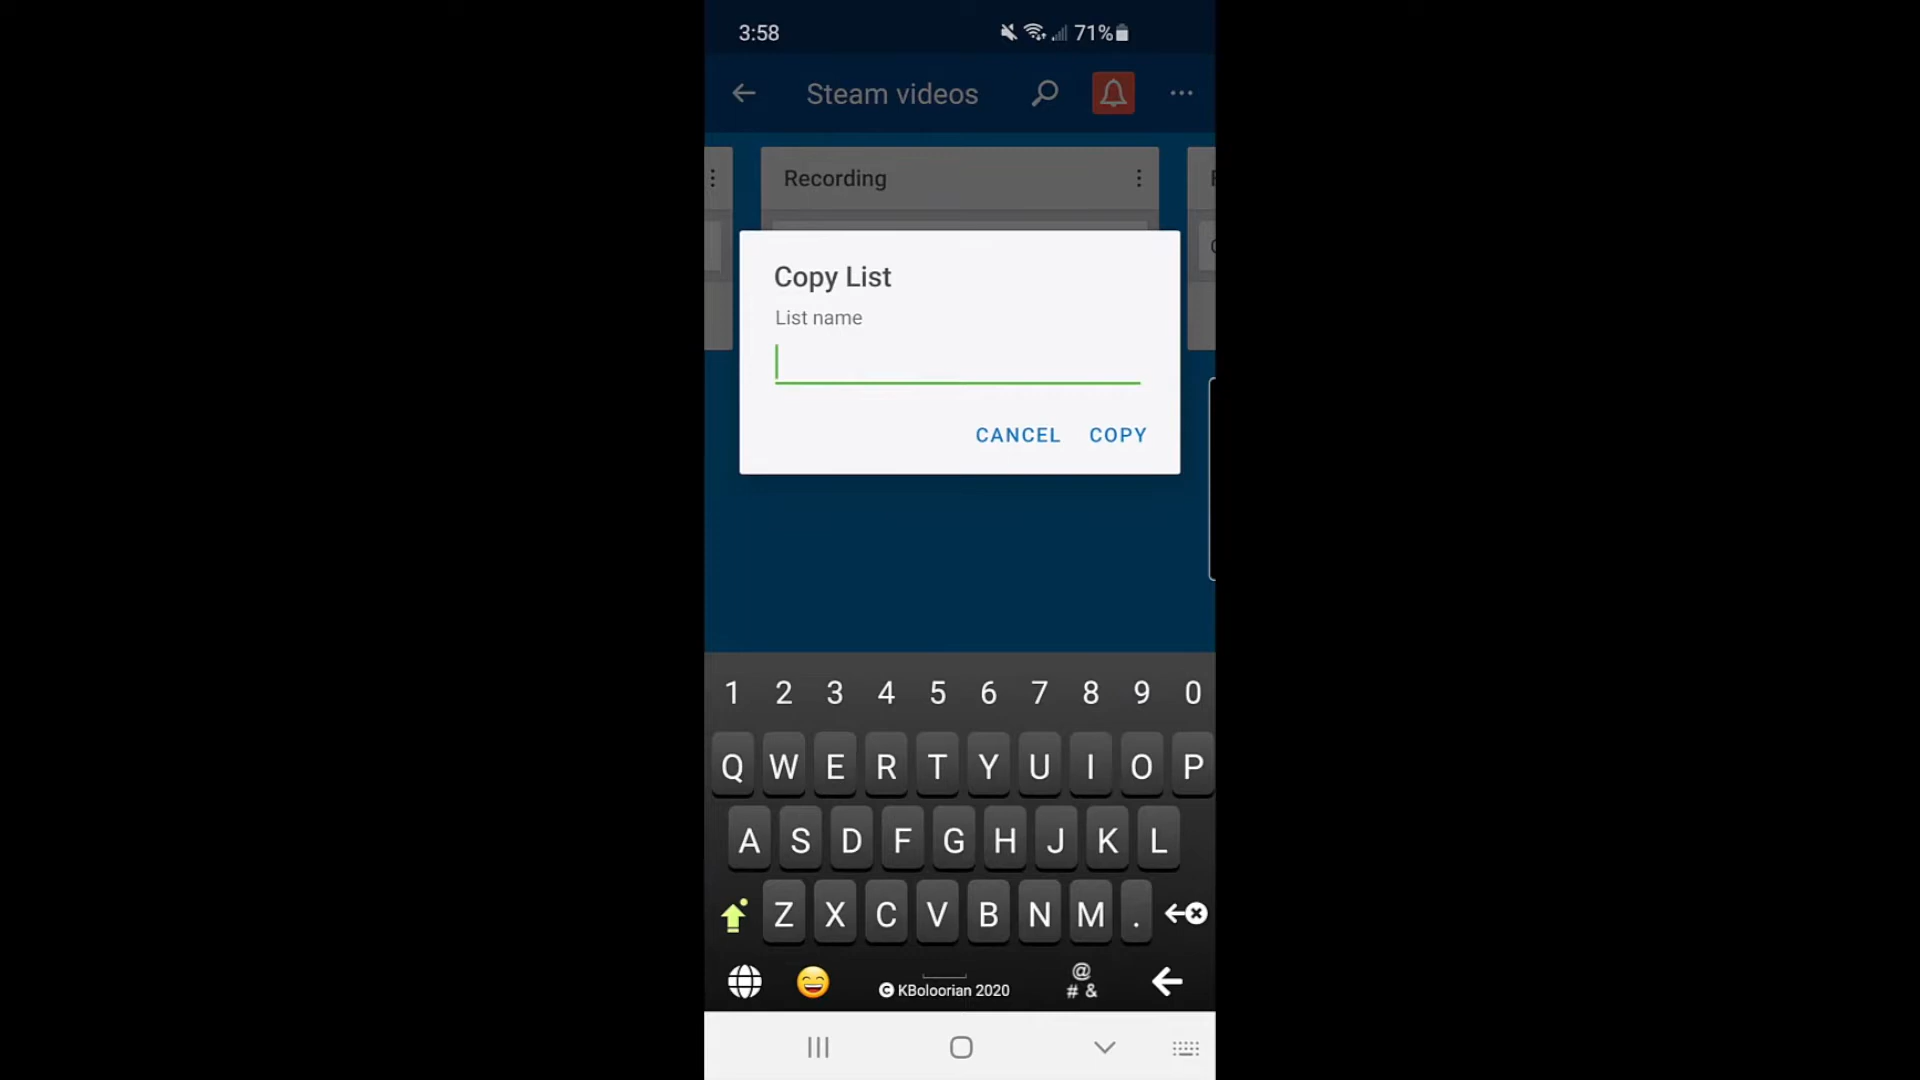 3:58 71%
Steam videos
Recording
Copy List
List name
CANCEL COPY
1 2 3 4 5 6 7 8 9 0
Q W E R T Y U I O P
A S D F G H J K L
Z X C V B N M .
© KBoloorian 2020
@
# &